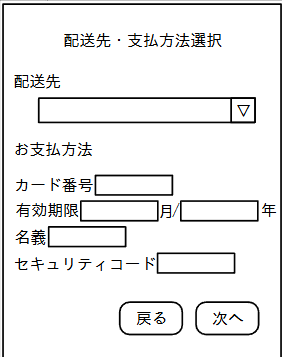 配送先・支払方法選択
配送先
▽
お支払方法
カード番号
有効期限 月/ 年
名義
セキュリティコード
戻る 次へ